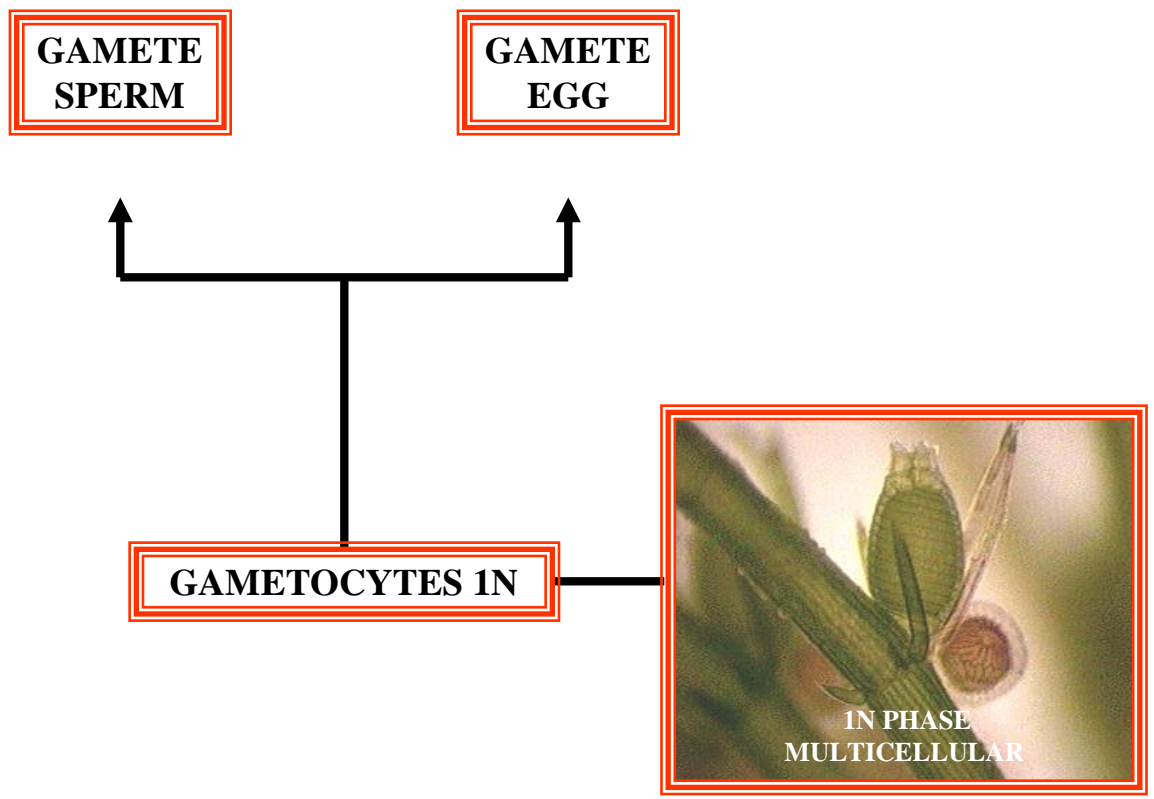 GAMETE
SPERM
GAMETE
EGG
GAMETOCYTES 1N
1N PHASE
MULTICELLULAR